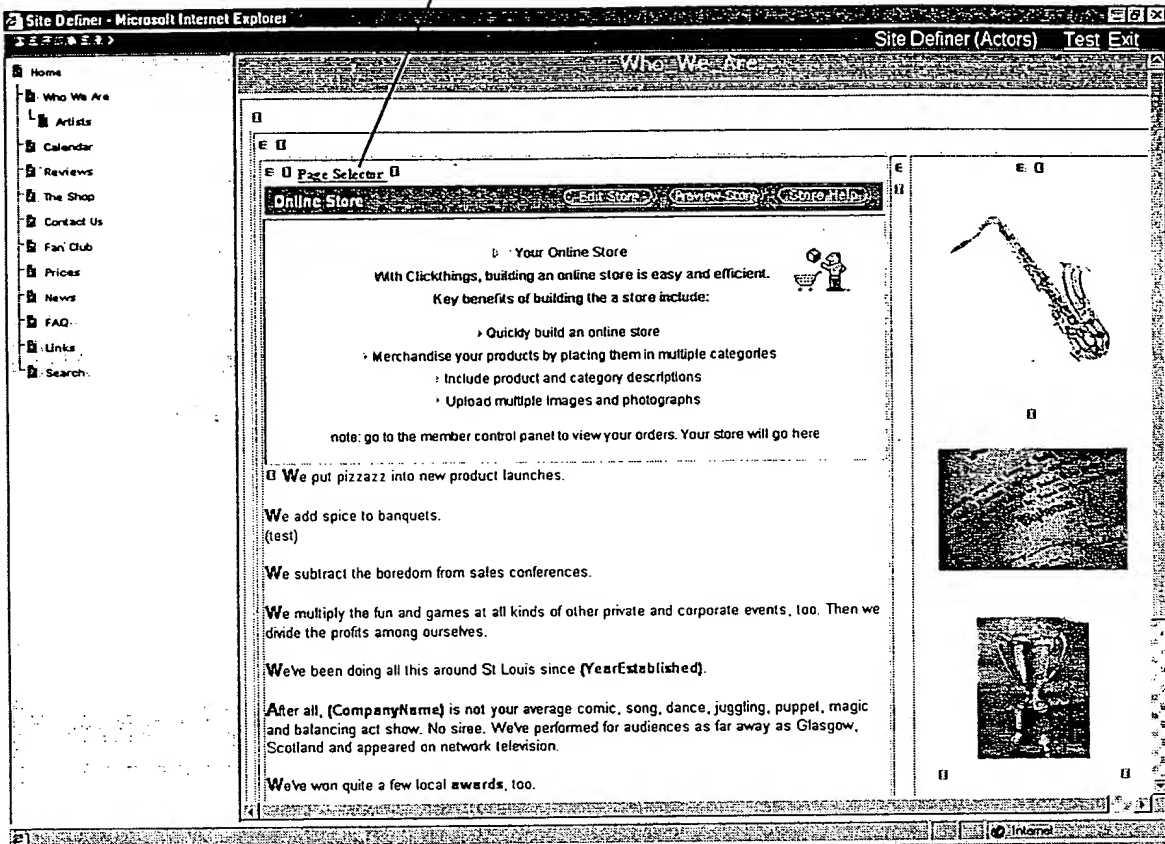 Site Definer - Microsoft Internet Explorer
Site Definer (Actors) Test Exit
Home
Who We Are
Artists
Calendar
Reviews
The Shop
Contact Us
Fan Club
Prices
News
FAQ
Links
Search
Who We Are
E
E Page Selector
E
E
Online Store Edit Store Preview Store Store Help
Your Online Store
With Clickthings, building an online store is easy and efficient.
Key benefits of building the a store include:
› Quickly build an online store
› Merchandise your products by placing them in multiple categories
› Include product and category descriptions
› Upload multiple images and photographs
note: go to the member control panel to view your orders. Your store will go here
We put pizzazz into new product launches.
We add spice to banquets.
(test)
We subtract the boredom from sales conferences.
We multiply the fun and games at all kinds of other private and corporate events, too. Then we
divide the profits among ourselves.
We've been doing all this around St Louis since {YearEstablished}.
After all, {CompanyName} is not your average comic, song, dance, juggling, puppet, magic
and balancing act show. No siree. We've performed for audiences as far away as Glasgow,
Scotland and appeared on network television.
We've won quite a few local awards, too.
Internet